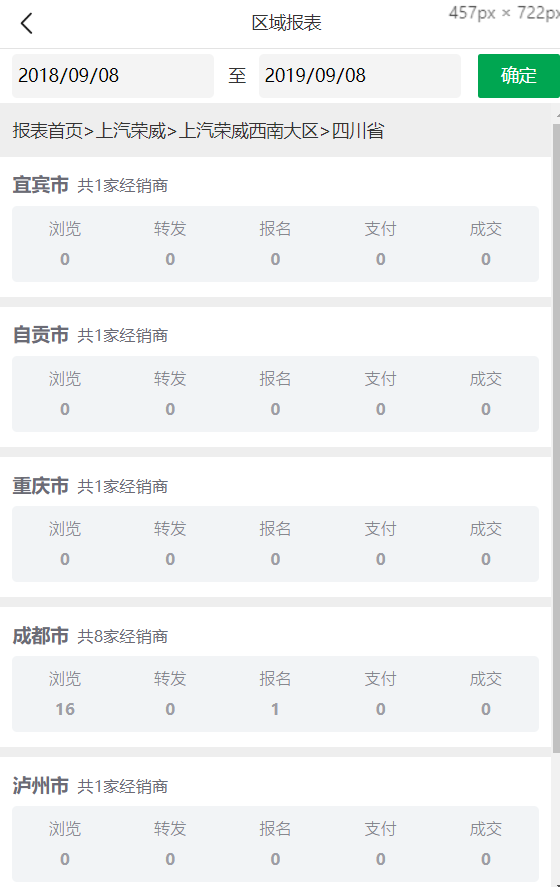 457px × 722px
区域报表
2018/09/08 至 2019/09/08 确定
报表首页>上汽荣威>上汽荣威西南大区>四川省
宜宾市 共1家经销商
浏览 转发 报名 支付 成交
0 0 0 0 0
自贡市 共1家经销商
浏览 转发 报名 支付 成交
0 0 0 0 0
重庆市 共1家经销商
浏览 转发 报名 支付 成交
0 0 0 0 0
成都市 共8家经销商
浏览 转发 报名 支付 成交
16 0 1 0 0
泸州市 共1家经销商
浏览 转发 报名 支付 成交
0 0 0 0 0